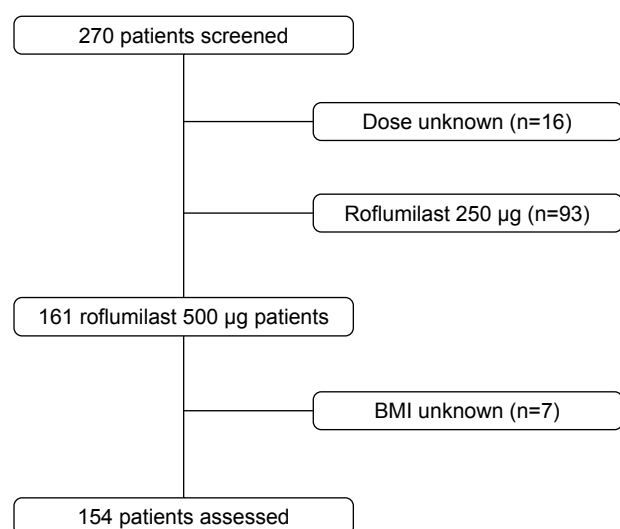 270 patients screened
Dose unknown (n=16)
Roflumilast 250 µg (n=93)
161 roflumilast 500 µg patients
BMI unknown (n=7)
154 patients assessed